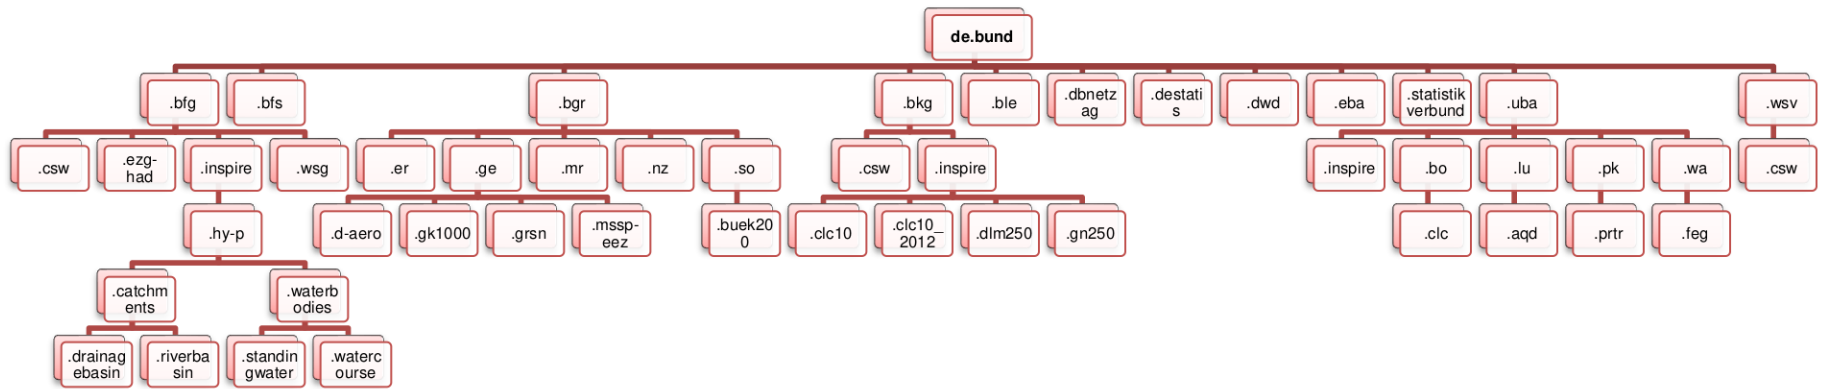 de.bund
.bfg
.bfs
.bgr
.bkg
.ble
.dbnetz
ag
.destati
s
.dwd
.eba
.statistik
verbund
.uba
.wsv
.csw
.ezg-
had
.inspire
.wsg
.er
.ge
.mr
.nz
.so
.csw
.inspire
.inspire
.bo
.lu
.pk
.wa
.csw
.hy-p
.d-aero
.gk1000
.grsn
.mssp-
eez
.buek20
0
.clc10
.clc10_
2012
.dlm250
.gn250
.clc
.aqd
.prtr
.feg
.catchm
ents
.waterb
odies
.drainag
ebasin
.riverba
sin
.standin
gwater
.waterc
ourse